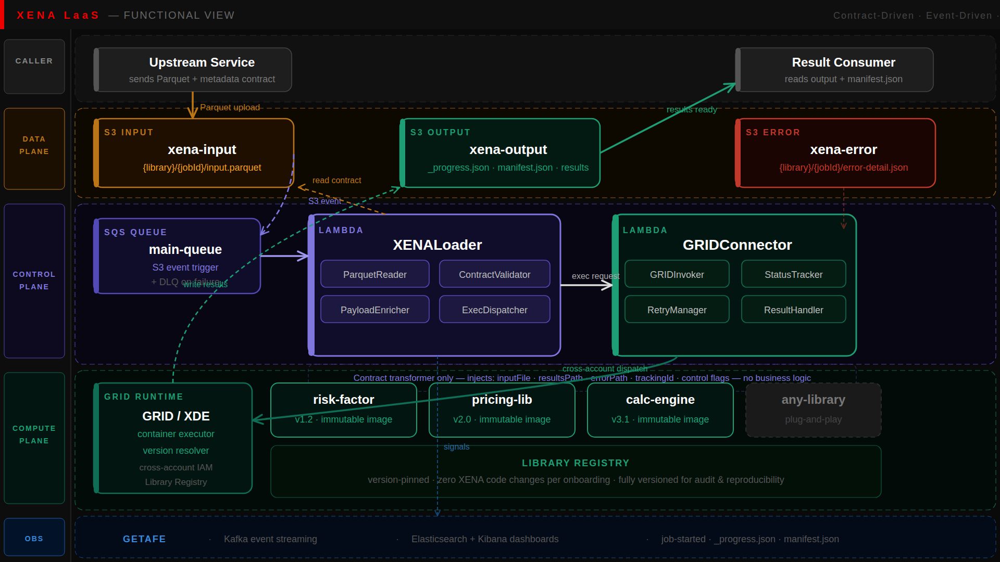 XENA LaaS — FUNCTIONAL VIEW
Contract-Driven · Event-Driven ·
CALLER
Upstream Service
sends Parquet + metadata contract
Result Consumer
reads output + manifest.json
Parquet upload
results ready
DATA
PLANE
S3 INPUT
xena-input
{library}/{jobId}/input.parquet
S3 OUTPUT
xena-output
_progress.json · manifest.json · results
S3 ERROR
xena-error
{library}/{jobId}/error-detail.json
read contract
S3 event
CONTROL
PLANE
SQS QUEUE
main-queue
S3 event trigger
+ DLQ on failure
write results
LAMBDA
XENALoader
ParquetReader
ContractValidator
PayloadEnricher
ExecDispatcher
exec request
LAMBDA
GRIDConnector
GRIDInvoker
StatusTracker
RetryManager
ResultHandler
cross-account dispatch
Contract transformer only — injects: inputFile · resultsPath · errorPath · trackingId · control flags — no business logic
COMPUTE
PLANE
GRID RUNTIME
GRID / XDE
container executor
version resolver
cross-account IAM
Library Registry
risk-factor
v1.2 · immutable image
pricing-lib
v2.0 · immutable image
calc-engine
v3.1 · immutable image
any-library
plug-and-play
signals
LIBRARY REGISTRY
version-pinned · zero XENA code changes per onboarding · fully versioned for audit & reproducibility
OBS
GETAFE · Kafka event streaming · Elasticsearch + Kibana dashboards · job-started · _progress.json · manifest.json